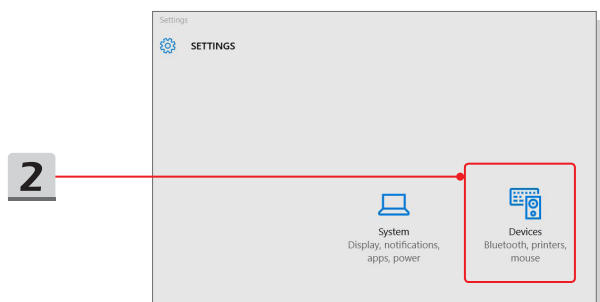 Settings
SETTINGS
2
System
Display, notifications,
apps, power
Devices
Bluetooth, printers,
mouse